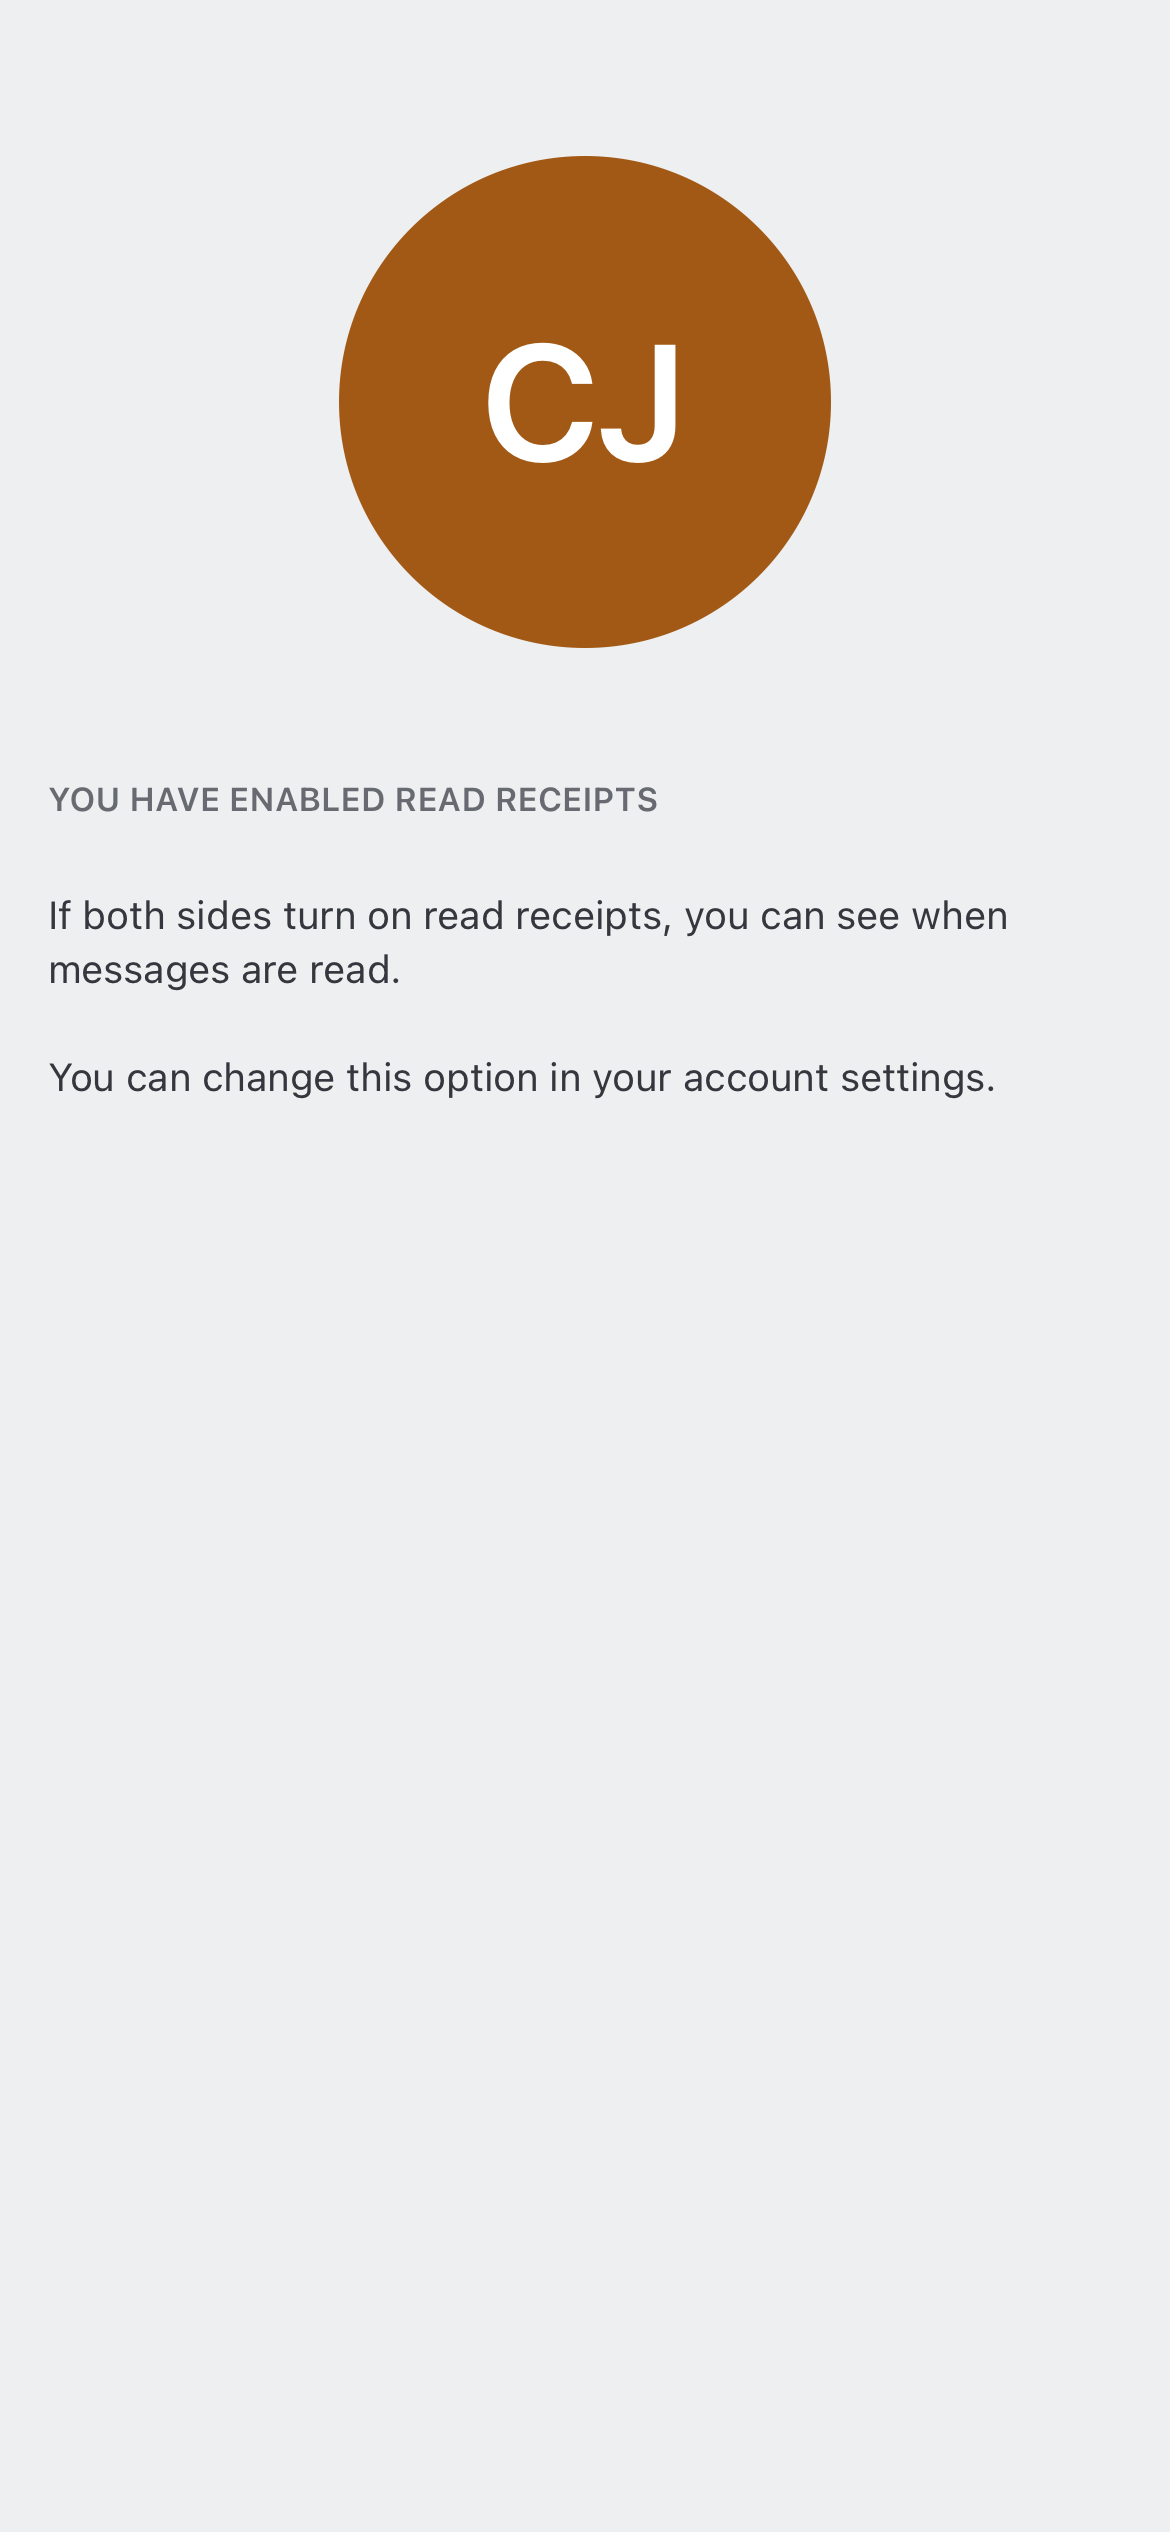 CJ
YOU HAVE ENABLED READ RECEIPTS
If both sides turn on read receipts, you can see when
messages are read.
You can change this option in your account settings.